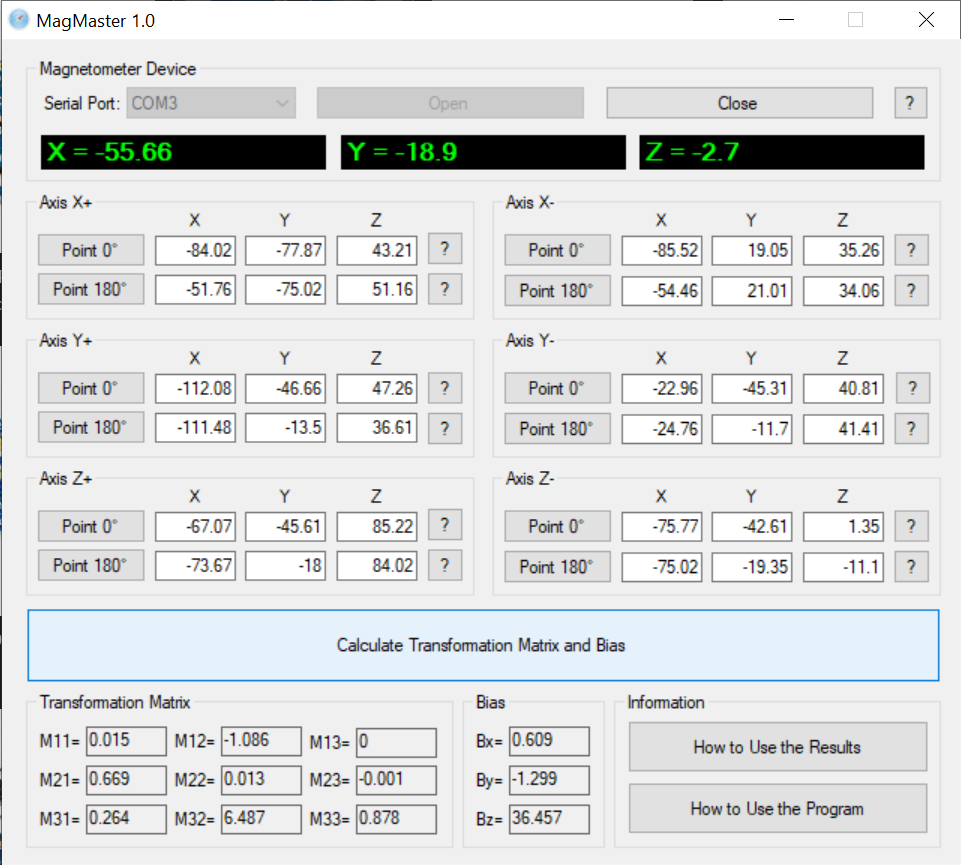 MagMaster 1.0
Magnetometer Device
Serial Port: COM3 Open Close ?
X = -55.66 Y = -18.9 Z = -2.7
Axis X+
X Y Z
Point 0° -84.02 -77.87 43.21 ?
Point 180° -51.76 -75.02 51.16 ?
Axis X-
X Y Z
Point 0° -85.52 19.05 35.26 ?
Point 180° -54.46 21.01 34.06 ?
Axis Y+
X Y Z
Point 0° -112.08 -46.66 47.26 ?
Point 180° -111.48 -13.5 36.61 ?
Axis Y-
X Y Z
Point 0° -22.96 -45.31 40.81 ?
Point 180° -24.76 -11.7 41.41 ?
Axis Z+
X Y Z
Point 0° -67.07 -45.61 85.22 ?
Point 180° -73.67 -18 84.02 ?
Axis Z-
X Y Z
Point 0° -75.77 -42.61 1.35 ?
Point 180° -75.02 -19.35 -11.1 ?
Calculate Transformation Matrix and Bias
Transformation Matrix
M11= 0.015 M12= -1.086 M13= 0
M21= 0.669 M22= 0.013 M23= -0.001
M31= 0.264 M32= 6.487 M33= 0.878
Bias
Bx= 0.609
By= -1.299
Bz= 36.457
Information
How to Use the Results
How to Use the Program